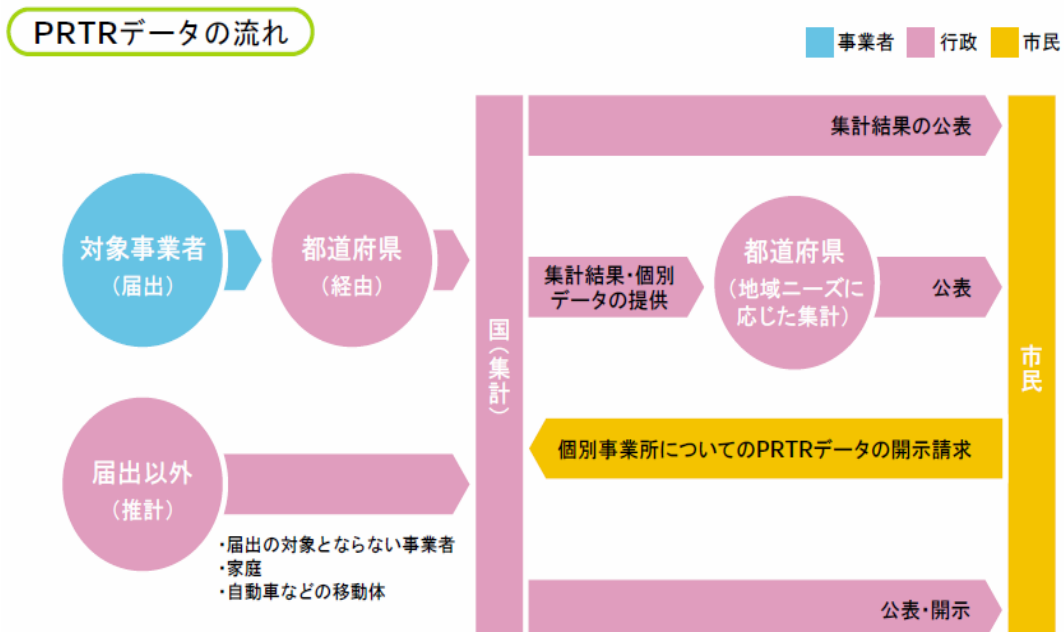 PRTRデータの流れ
事業者
行政
市民
集計結果の公表
対象事業者
(届出)
都道府県
(経由)
国(集計)
集計結果・個別
データの提供
都道府県
(地域ニーズに
応じた集計)
公表
市民
個別事業所についてのPRTRデータの開示請求
届出以外
(推計)
・届出の対象とならない事業者
・家庭
・自動車などの移動体
公表・開示